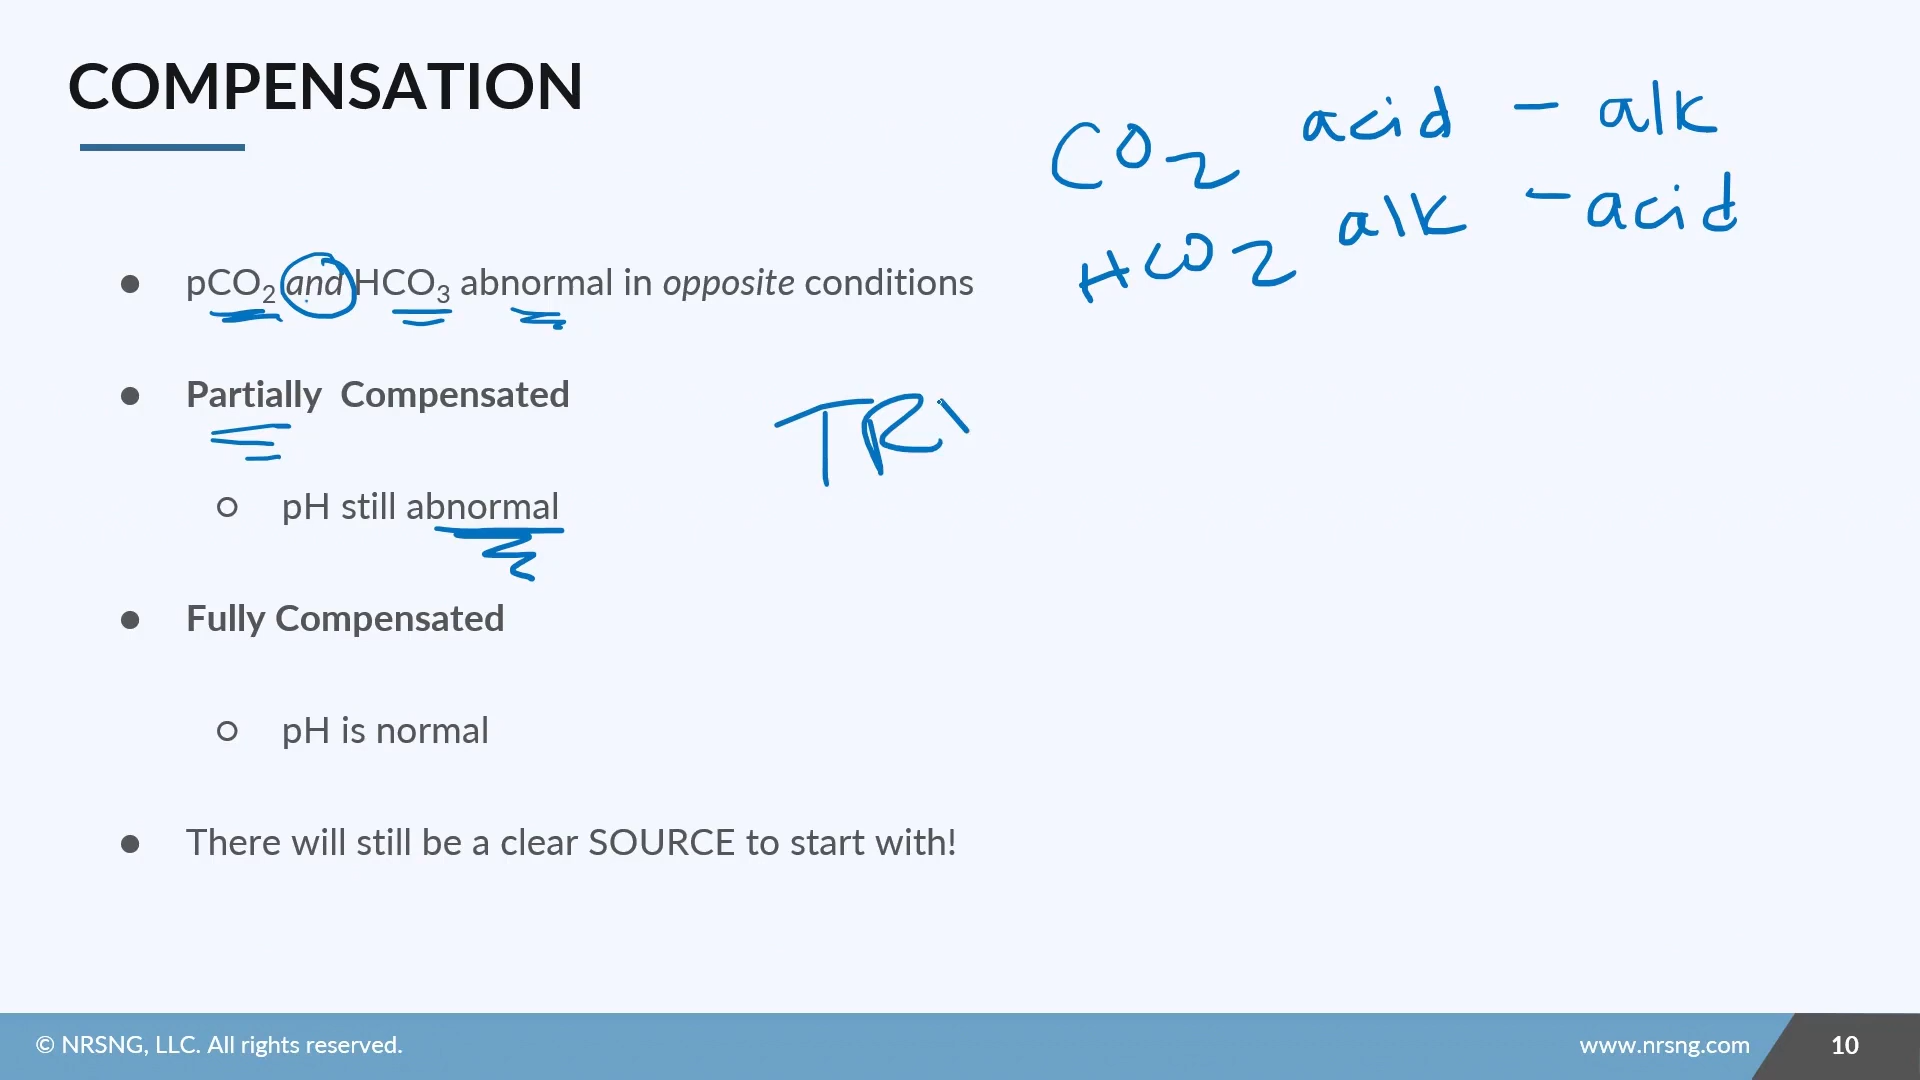 COMPENSATION
CO2 acid - alk
HCO2 alk - acid
● pCO₂ and HCO₃ abnormal in opposite conditions
● Partially Compensated
TRY
○ pH still abnormal
● Fully Compensated
○ pH is normal
● There will still be a clear SOURCE to start with!
© NRSNG, LLC. All rights reserved.
www.nrsng.com
10